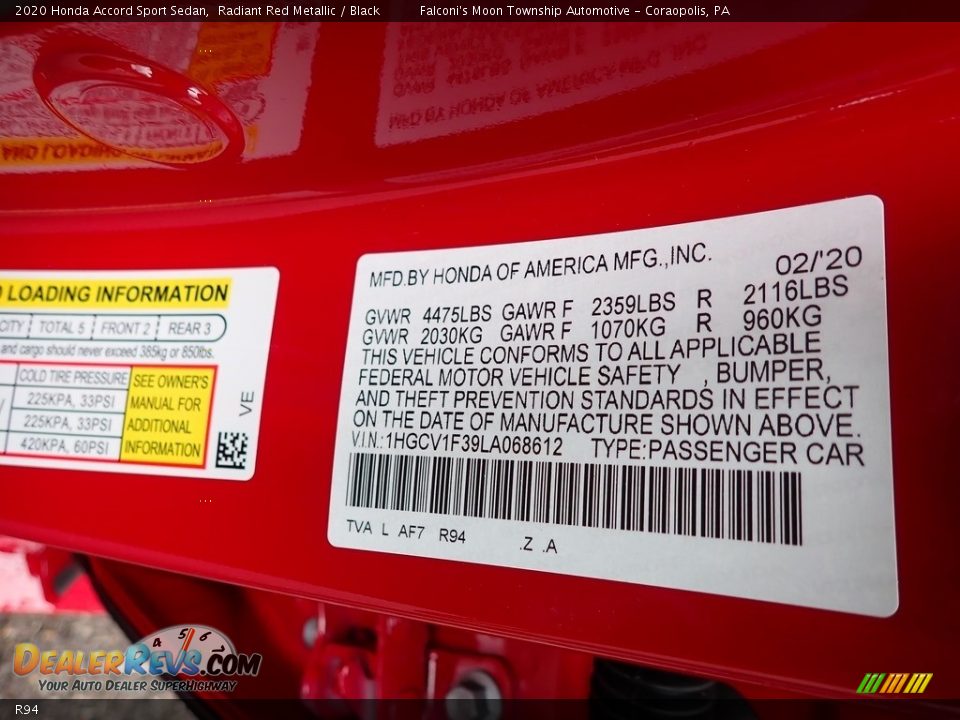 2020 Honda Accord Sport Sedan, Radiant Red Metallic / Black Falconi's Moon Township Automotive - Coraopolis, PA
LOADING INFORMATION
CITY TOTAL 5 FRONT 2 REAR 3
and cargo should never exceed 385kg or 850lbs.
COLD TIRE PRESSURE
225KPA, 33PSI
225KPA, 33PSI
420KPA, 60PSI
SEE OWNER'S
MANUAL FOR
ADDITIONAL
INFORMATION
VE
MFD.BY HONDA OF AMERICA MFG.,INC. 02/'20
GVWR 4475LBS GAWR F 2359LBS R 2116LBS
GVWR 2030KG GAWR F 1070KG R 960KG
THIS VEHICLE CONFORMS TO ALL APPLICABLE
FEDERAL MOTOR VEHICLE SAFETY , BUMPER,
AND THEFT PREVENTION STANDARDS IN EFFECT
ON THE DATE OF MANUFACTURE SHOWN ABOVE.
V.I.N.:1HGCV1F39LA068612 TYPE:PASSENGER CAR
TVA L AF7 R94 .Z .A
4 5 6
DEALERREVS.COM
YOUR AUTO DEALER SUPERHIGHWAY
R94